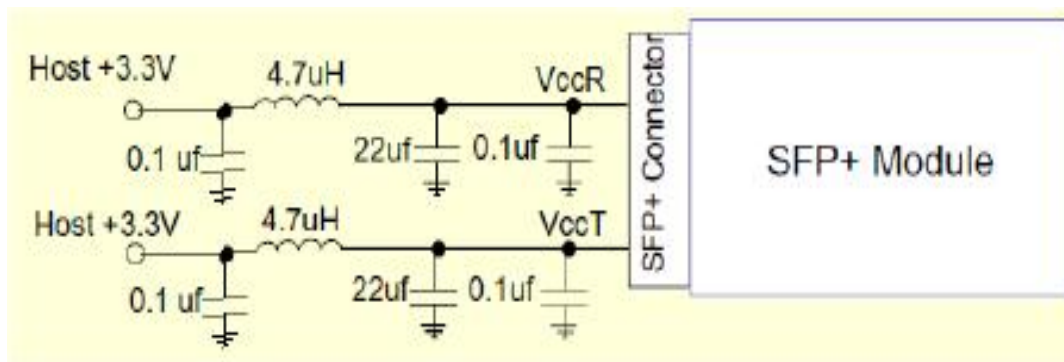 Host +3.3V
4.7uH
VccR
0.1 uf
22uf
0.1uf
Host +3.3V
4.7uH
VccT
0.1 uf
22uf
0.1uf
SFP+ Connector
SFP+ Module